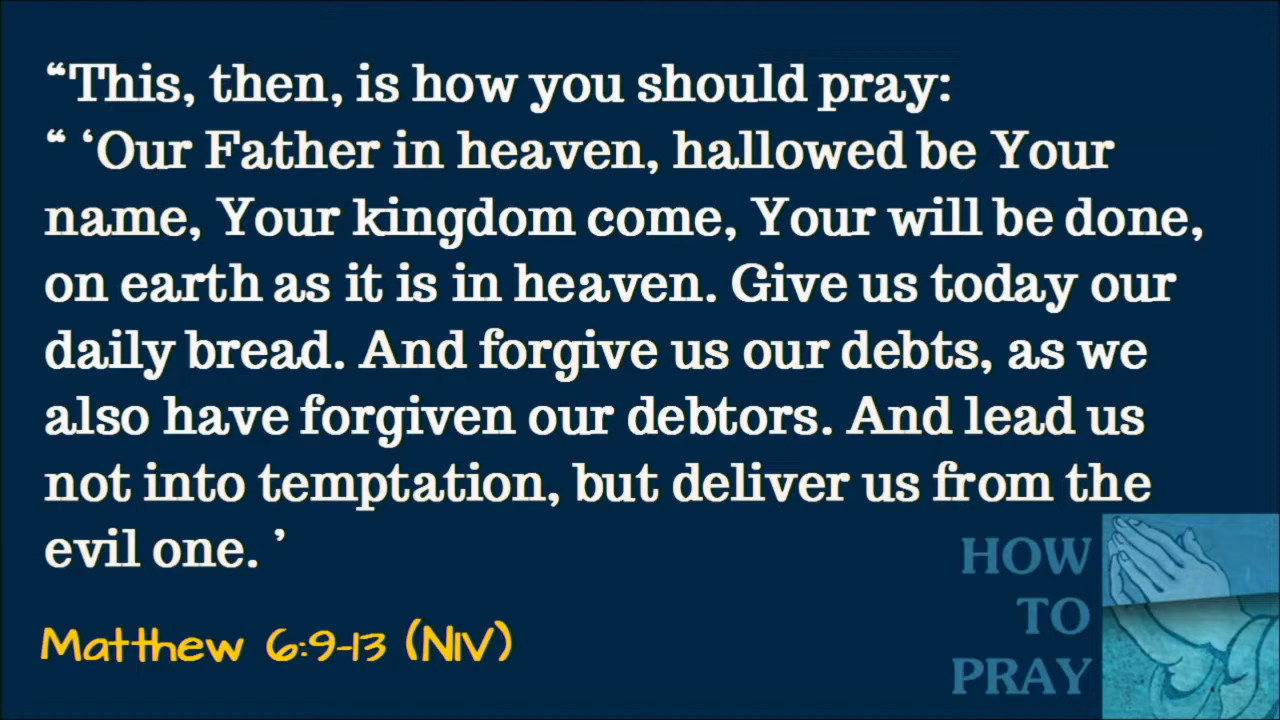 “This, then, is how you should pray:
“ ‘Our Father in heaven, hallowed be Your
name, Your kingdom come, Your will be done,
on earth as it is in heaven. Give us today our
daily bread. And forgive us our debts, as we
also have forgiven our debtors. And lead us
not into temptation, but deliver us from the
evil one. ’
Matthew 6:9-13 (NIV)
HOW
TO
PRAY